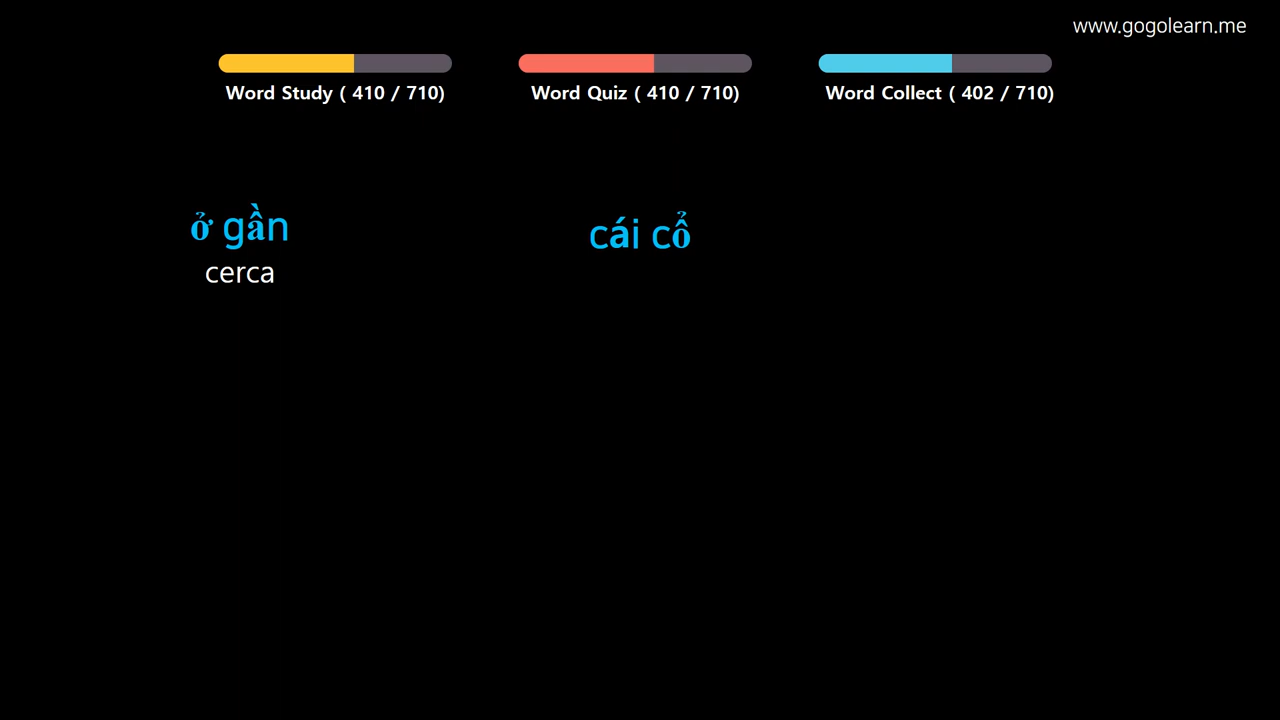 www.gogolearn.me
Word Study ( 410 / 710)
Word Quiz ( 410 / 710)
Word Collect ( 402 / 710)
ở gần
cerca
cái cổ